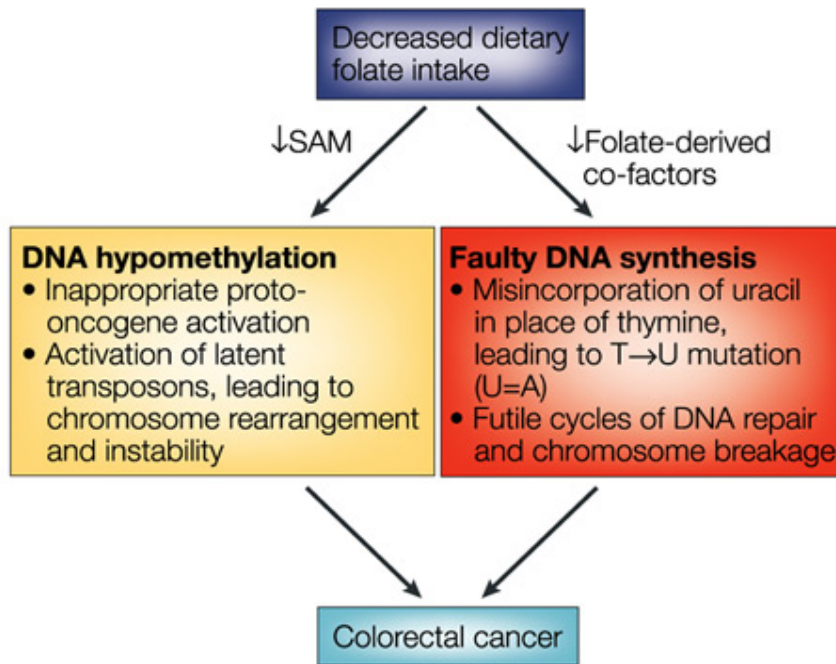 Decreased dietary
folate intake
↓SAM
↓Folate-derived
co-factors
DNA hypomethylation
• Inappropriate proto-
oncogene activation
• Activation of latent
transposons, leading to
chromosome rearrangement
and instability
Faulty DNA synthesis
• Misincorporation of uracil
in place of thymine,
leading to T→U mutation
(U=A)
• Futile cycles of DNA repair
and chromosome breakage
Colorectal cancer